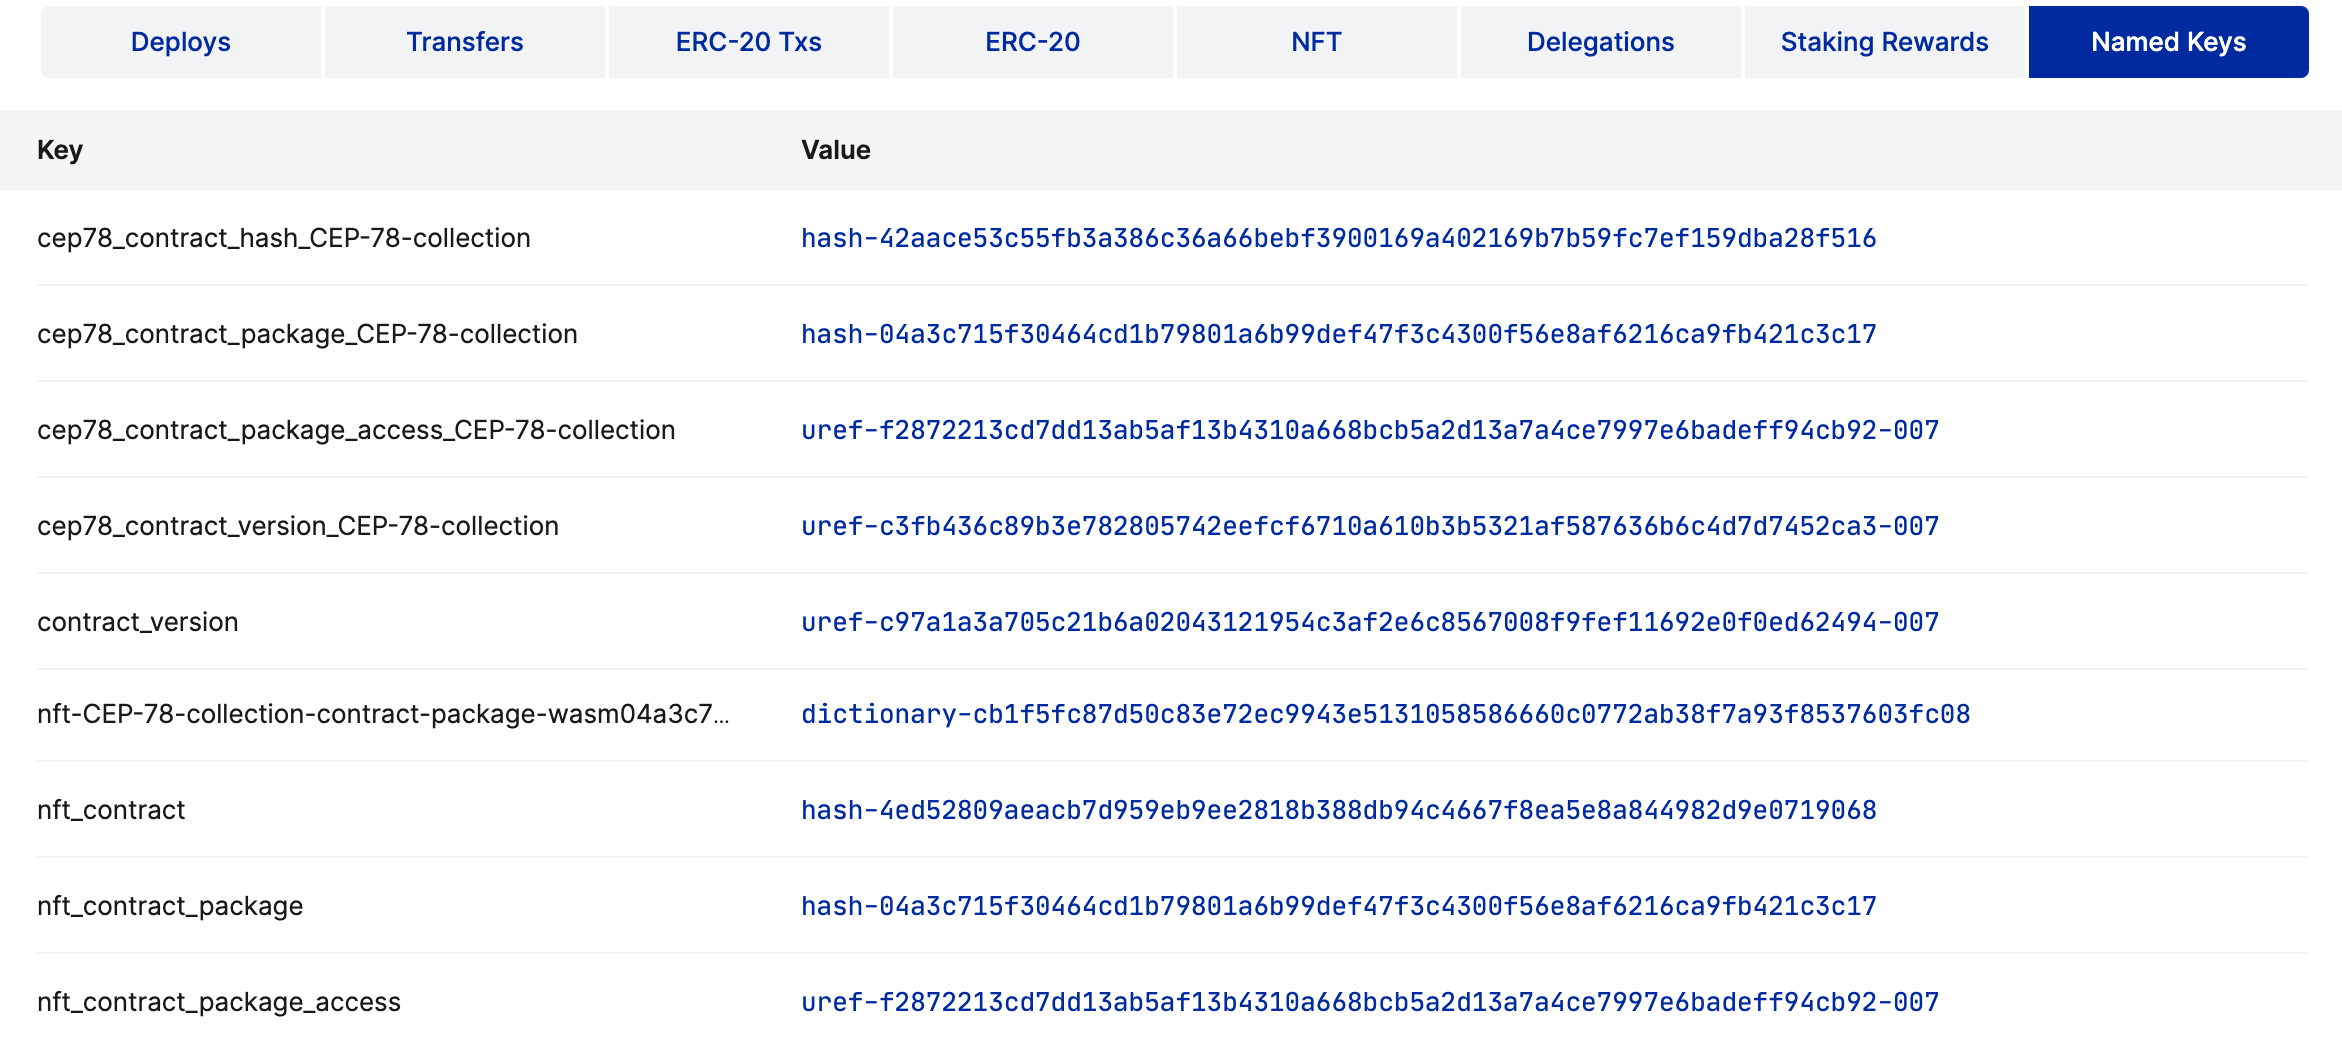 Deploys Transfers ERC-20 Txs ERC-20 NFT Delegations Staking Rewards Named Keys
Key Value
cep78_contract_hash_CEP-78-collection hash-42aace53c55fb3a386c36a66bebf3900169a402169b7b59fc7ef159dba28f516
cep78_contract_package_CEP-78-collection hash-04a3c715f30464cd1b79801a6b99def47f3c4300f56e8af6216ca9fb421c3c17
cep78_contract_package_access_CEP-78-collection uref-f2872213cd7dd13ab5af13b4310a668bcb5a2d13a7a4ce7997e6badeff94cb92-007
cep78_contract_version_CEP-78-collection uref-c3fb436c89b3e782805742eefcf6710a610b3b5321af587636b6c4d7d7452ca3-007
contract_version uref-c97a1a3a705c21b6a02043121954c3af2e6c8567008f9fef11692e0f0ed62494-007
nft-CEP-78-collection-contract-package-wasm04a3c7... dictionary-cb1f5fc87d50c83e72ec9943e5131058586660c0772ab38f7a93f8537603fc08
nft_contract hash-4ed52809aeacb7d959eb9ee2818b388db94c4667f8ea5e8a844982d9e0719068
nft_contract_package hash-04a3c715f30464cd1b79801a6b99def47f3c4300f56e8af6216ca9fb421c3c17
nft_contract_package_access uref-f2872213cd7dd13ab5af13b4310a668bcb5a2d13a7a4ce7997e6badeff94cb92-007